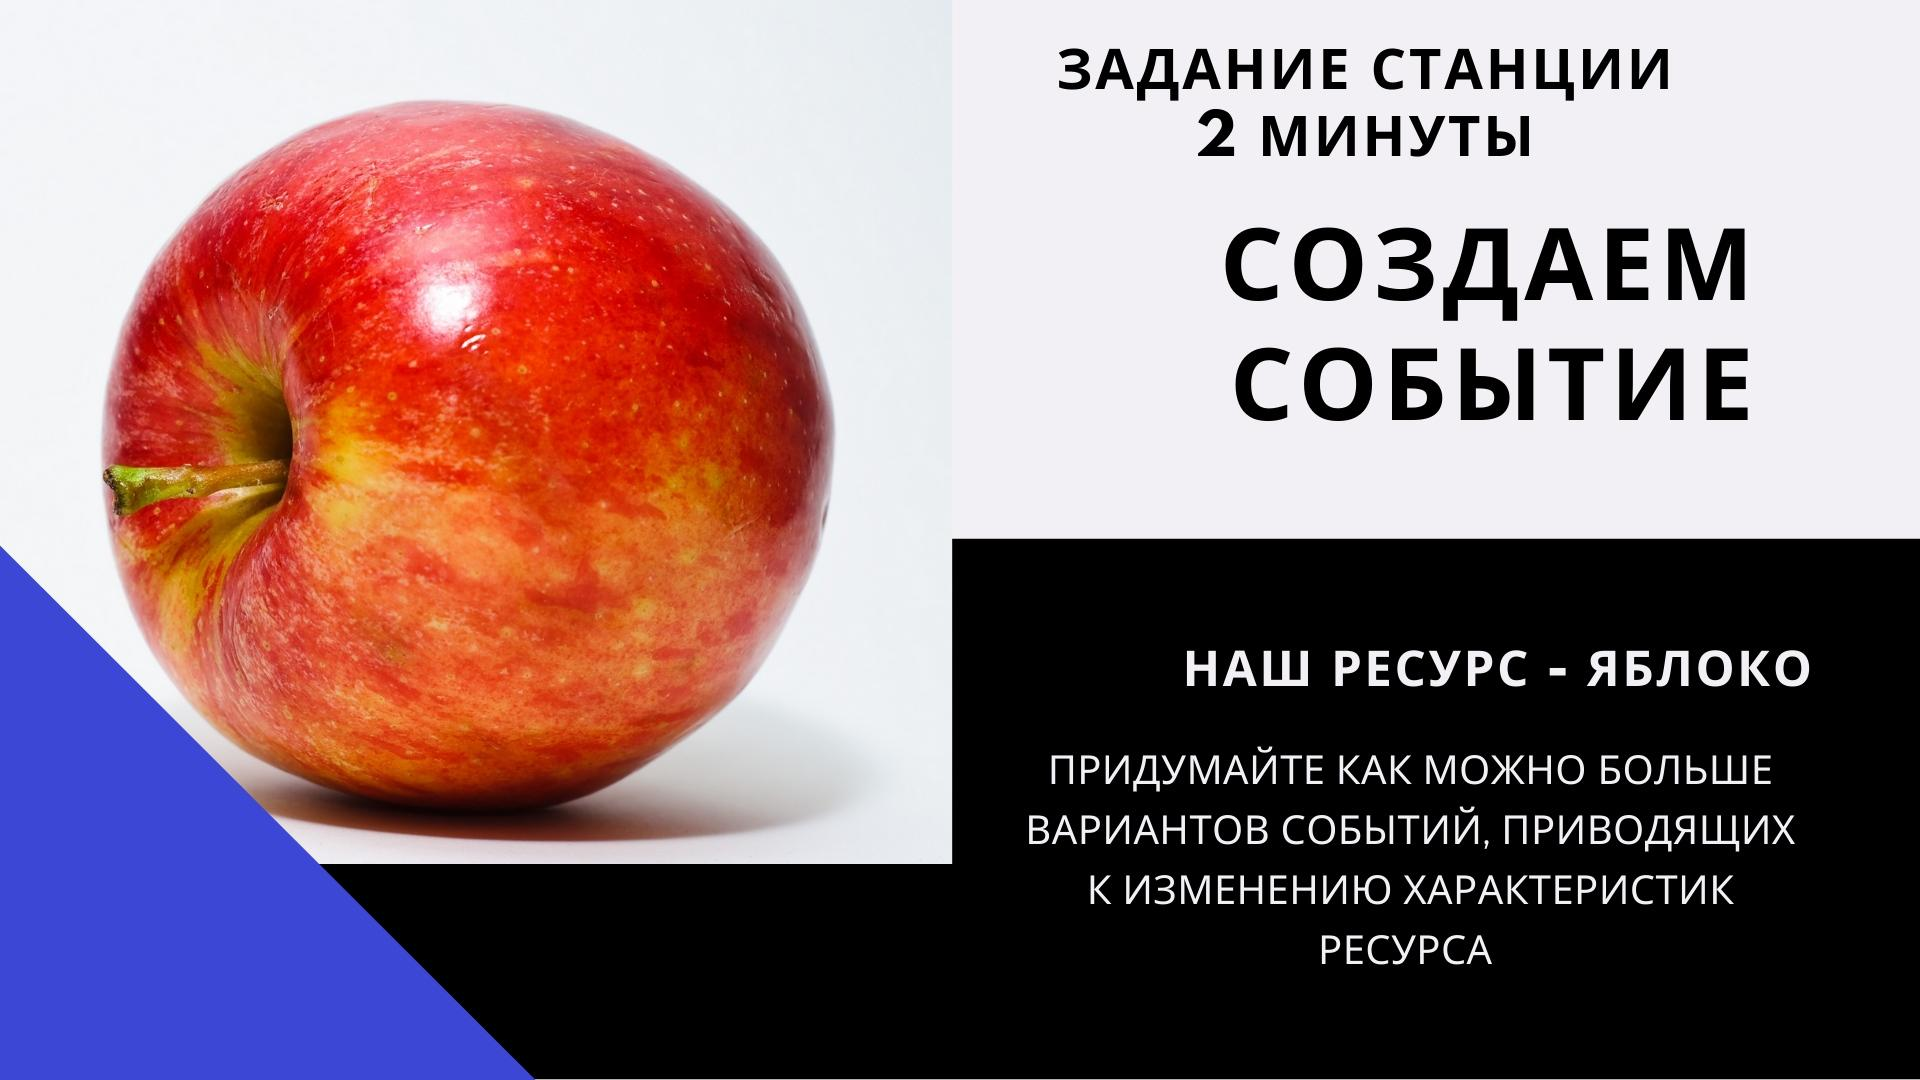 ЗАДАНИЕ СТАНЦИИ
2 МИНУТЫ
СОЗДАЕМ
СОБЫТИЕ
НАШ РЕСУРС - ЯБЛОКО
ПРИДУМАЙТЕ КАК МОЖНО БОЛЬШЕ
ВАРИАНТОВ СОБЫТИЙ, ПРИВОДЯЩИХ
К ИЗМЕНЕНИЮ ХАРАКТЕРИСТИК
РЕСУРСА